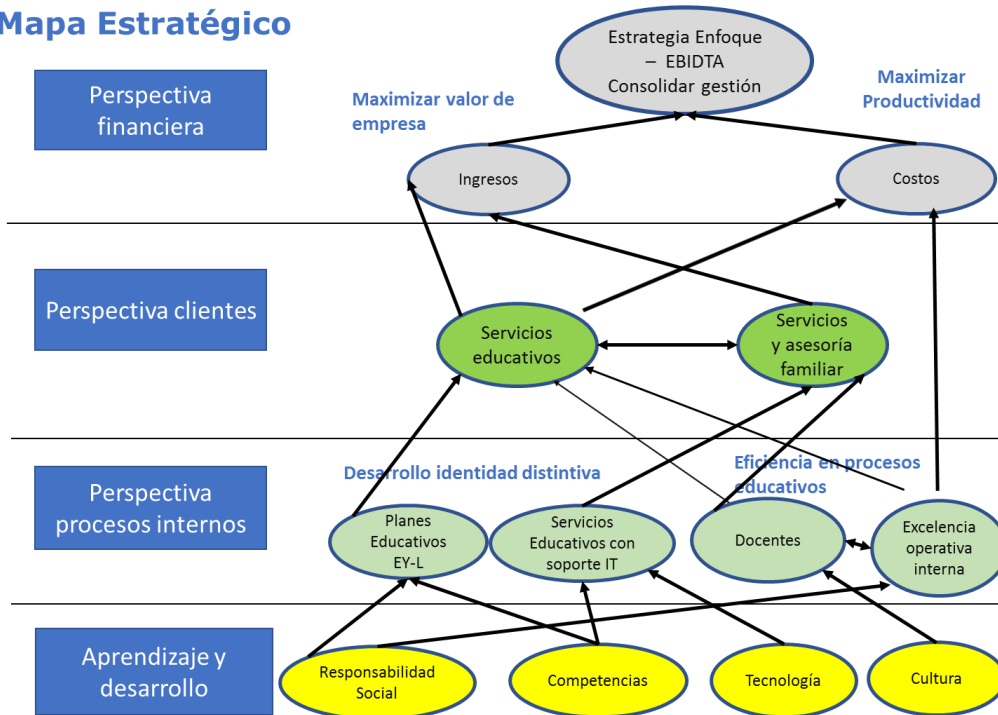 Mapa Estratégico
Estrategia Enfoque
– EBIDTA
Consolidar gestión
Perspectiva
financiera
Maximizar valor de
empresa
Maximizar
Productividad
Ingresos
Costos
Perspectiva clientes
Servicios
educativos
Servicios
y asesoría
familiar
Perspectiva
procesos internos
Desarrollo identidad distintiva
Eficiencia en procesos
educativos
Planes
Educativos
EY-L
Servicios
Educativos con
soporte IT
Docentes
Excelencia
operativa
interna
Aprendizaje y
desarrollo
Responsabilidad
Social
Competencias
Tecnología
Cultura